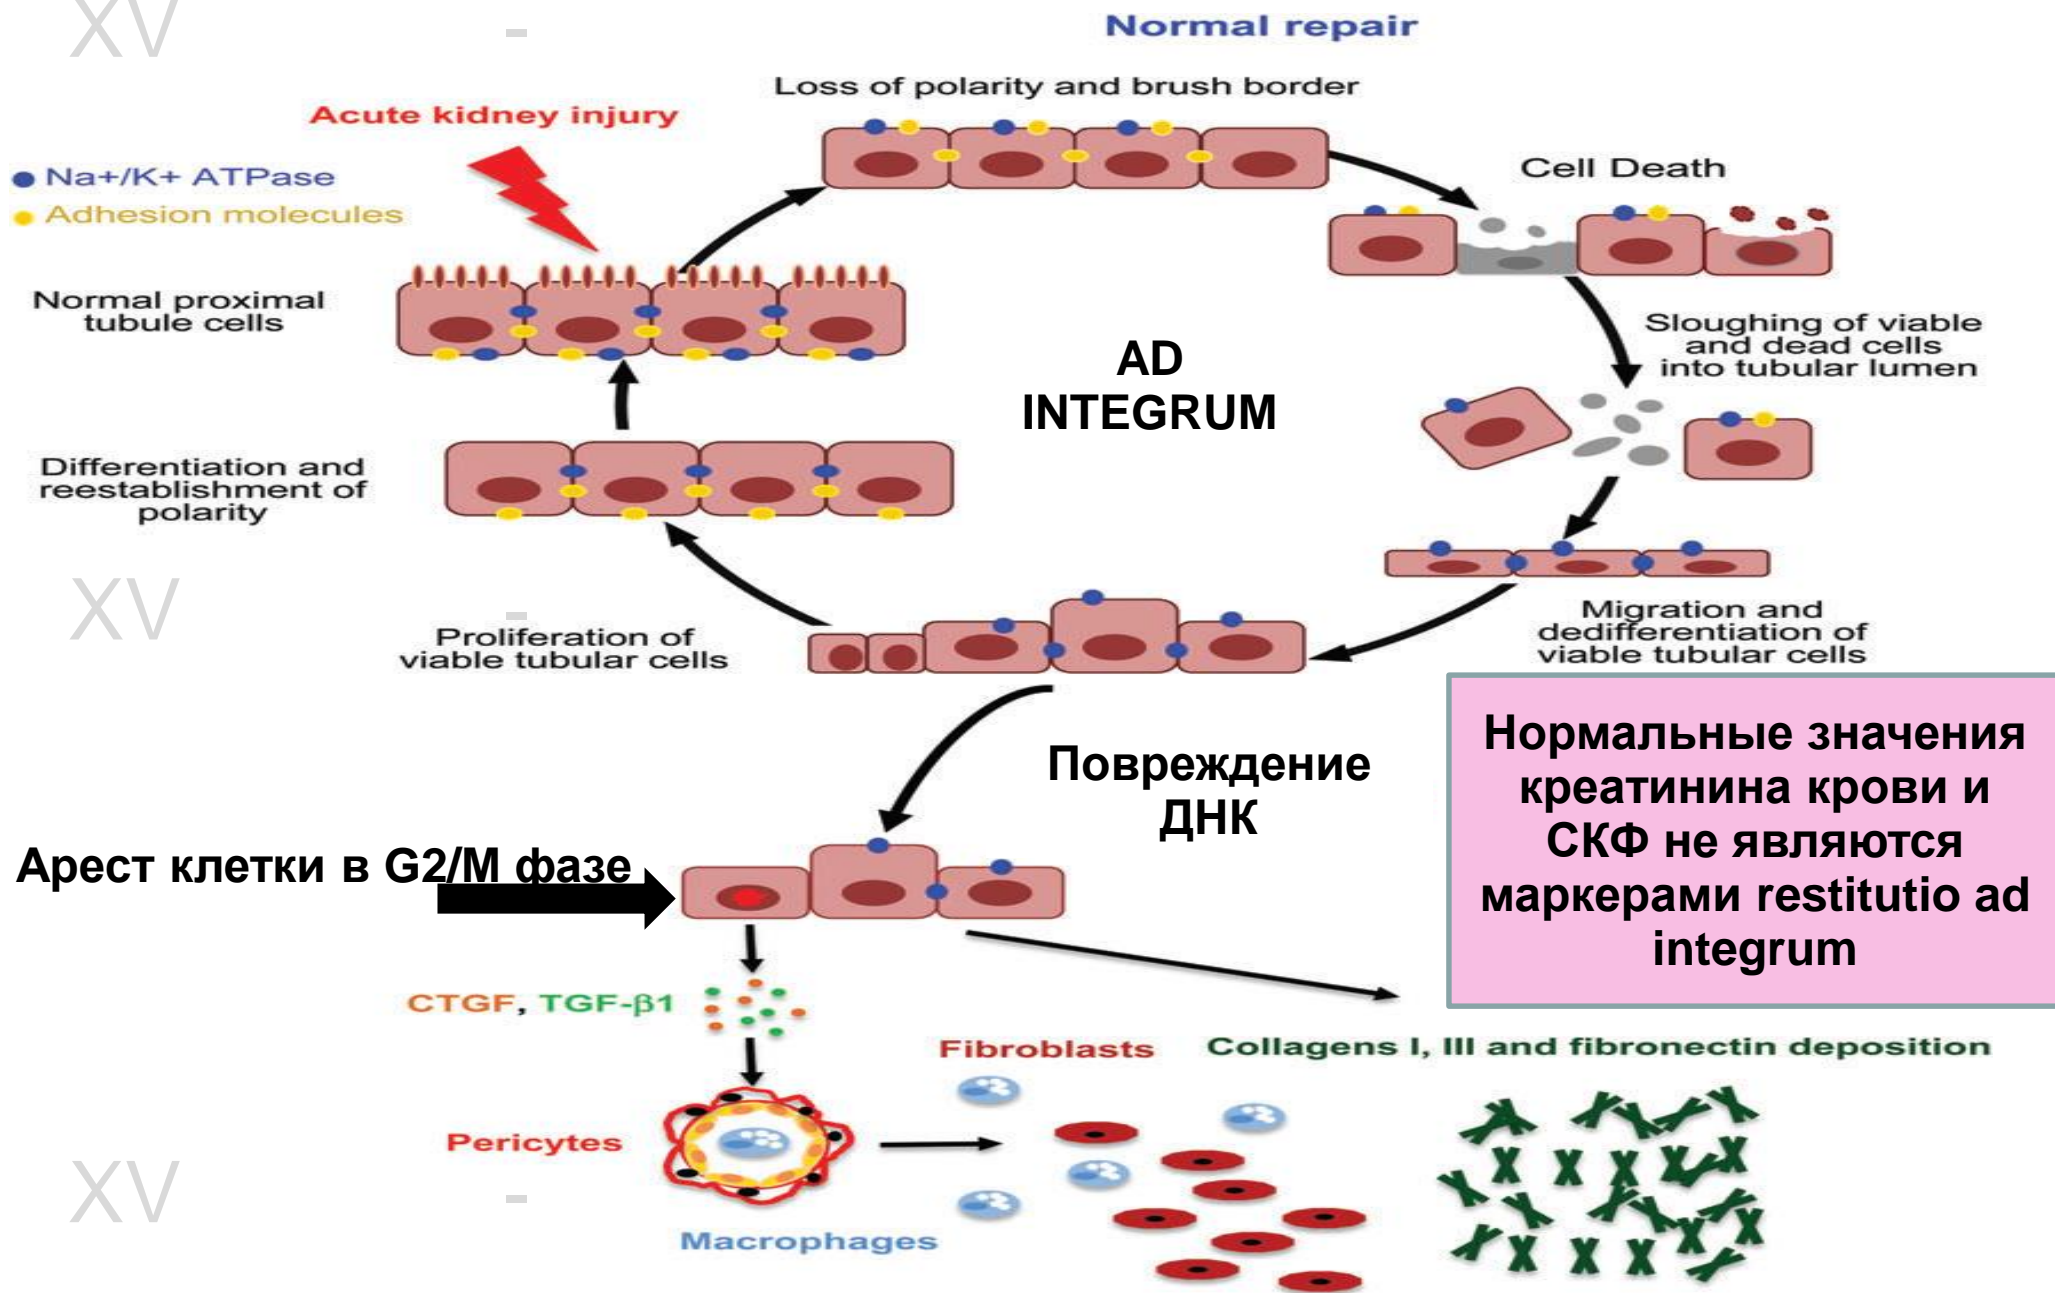 XV -
Normal repair
Loss of polarity and brush border
Acute kidney injury
Na+/K+ ATPase
Adhesion molecules
Cell Death
Normal proximal
tubule cells
Sloughing of viable
and dead cells
into tubular lumen
AD
INTEGRUM
Differentiation and
reestablishment of
polarity
XV -
Migration and
dedifferentiation of
viable tubular cells
Proliferation of
viable tubular cells
Нормальные значения
креатинина крови и
СКФ не являются
маркерами restitutio ad
integrum
Повреждение
ДНК
Арест клетки в G2/M фазе
CTGF, TGF-β1
Fibroblasts
Collagens I, III and fibronectin deposition
Pericytes
XV -
Macrophages